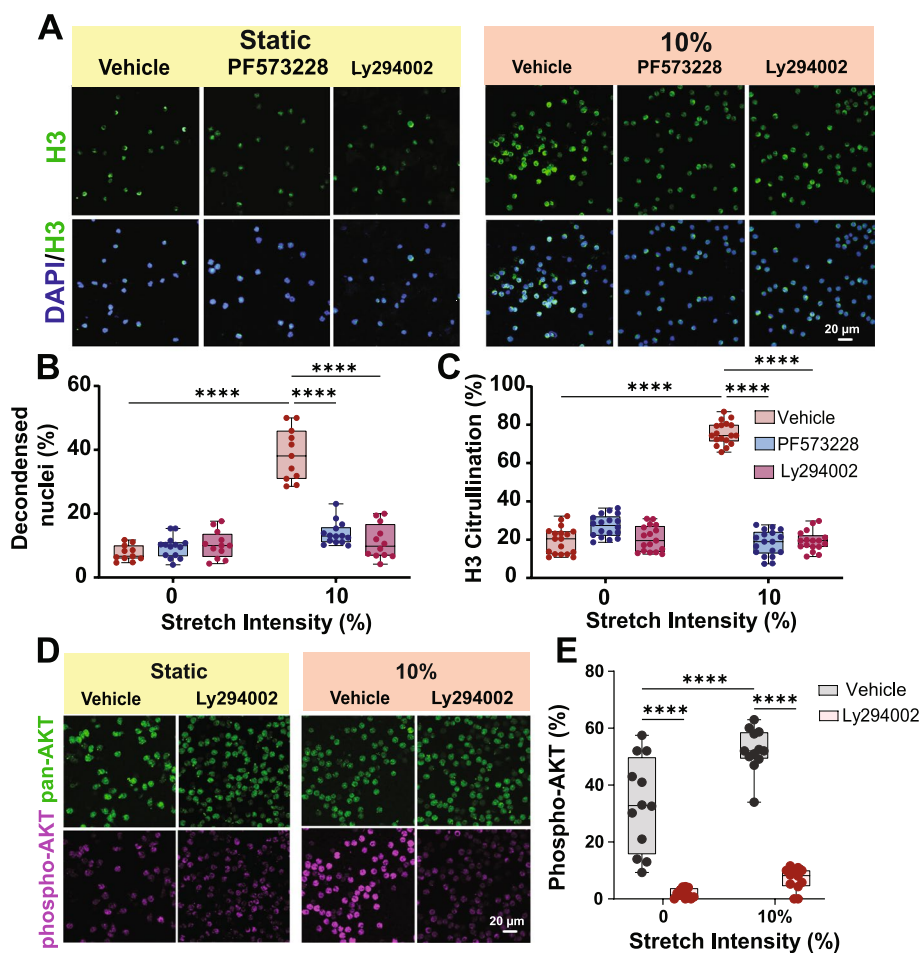 A
Static
Vehicle PF573228 Ly294002
10%
Vehicle PF573228 Ly294002
H3
DAPI/H3
20 µm
B
Decondensed
nuclei (%)
60
40
20
0
****
****
****
0 10
Stretch Intensity (%)
C
H3 Citrullination (%)
100
80
60
40
20
0
****
****
****
Vehicle
PF573228
Ly294002
0 10
Stretch Intensity (%)
D
Static
Vehicle Ly294002
10%
Vehicle Ly294002
pan-AKT
phospho-AKT
20 µm
E
Phospho-AKT (%)
80
60
40
20
0
****
****
****
Vehicle
Ly294002
0 10%
Stretch Intensity (%)